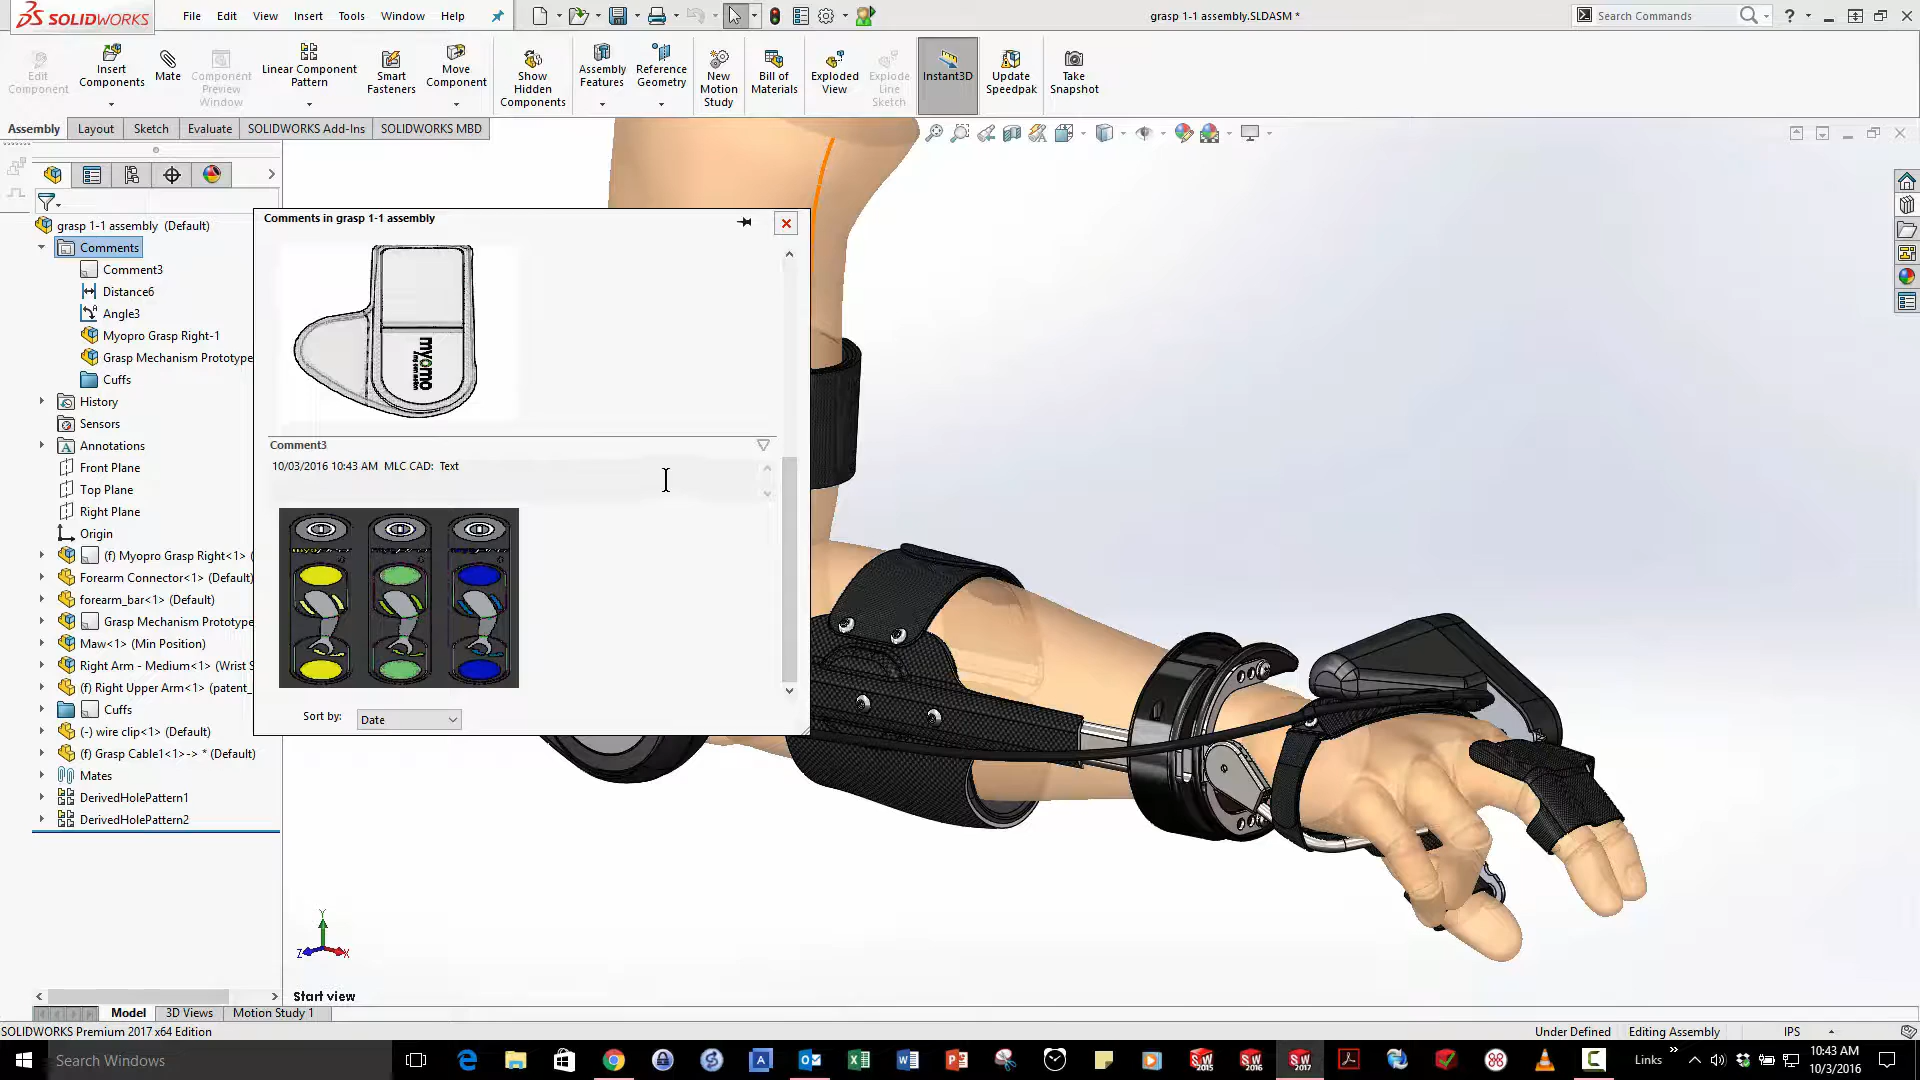 SOLIDWORKS
File Edit View Insert Tools Window Help
grasp 1-1 assembly.SLDASM *
Search Commands
Edit Component
Insert Components
Mate
Component Preview Window
Linear Component Pattern
Smart Fasteners
Move Component
Show Hidden Components
Assembly Features
Reference Geometry
New Motion Study
Bill of Materials
Exploded View
Explode Line Sketch
Instant3D
Update Speedpak
Take Snapshot
Assembly Layout Sketch Evaluate SOLIDWORKS Add-Ins SOLIDWORKS MBD
grasp 1-1 assembly (Default)
Comments
Comment3
Distance6
Angle3
Myopro Grasp Right-1
Grasp Mechanism Prototype
Cuffs
History
Sensors
Annotations
Front Plane
Top Plane
Right Plane
Origin
(f) Myopro Grasp Right<1> (
Forearm Connector<1> (Default)
forearm_bar<1> (Default)
Grasp Mechanism Prototype
Maw<1> (Min Position)
Right Arm - Medium<1> (Wrist S
(f) Right Upper Arm<1> (patent_
Cuffs
(-) wire clip<1> (Default)
(f) Grasp Cable1<1>-> * (Default)
Mates
DerivedHolePattern1
DerivedHolePattern2
Comments in grasp 1-1 assembly
myomo
Comment3
10/03/2016 10:43 AM MLC CAD: Text
Sort by: Date
Y
Z X
Start view
Model 3D Views Motion Study 1
SOLIDWORKS Premium 2017 x64 Edition
Under Defined Editing Assembly IPS
Search Windows
SW 2015 SW 2016 SW 2017
Links
10:43 AM
10/3/2016